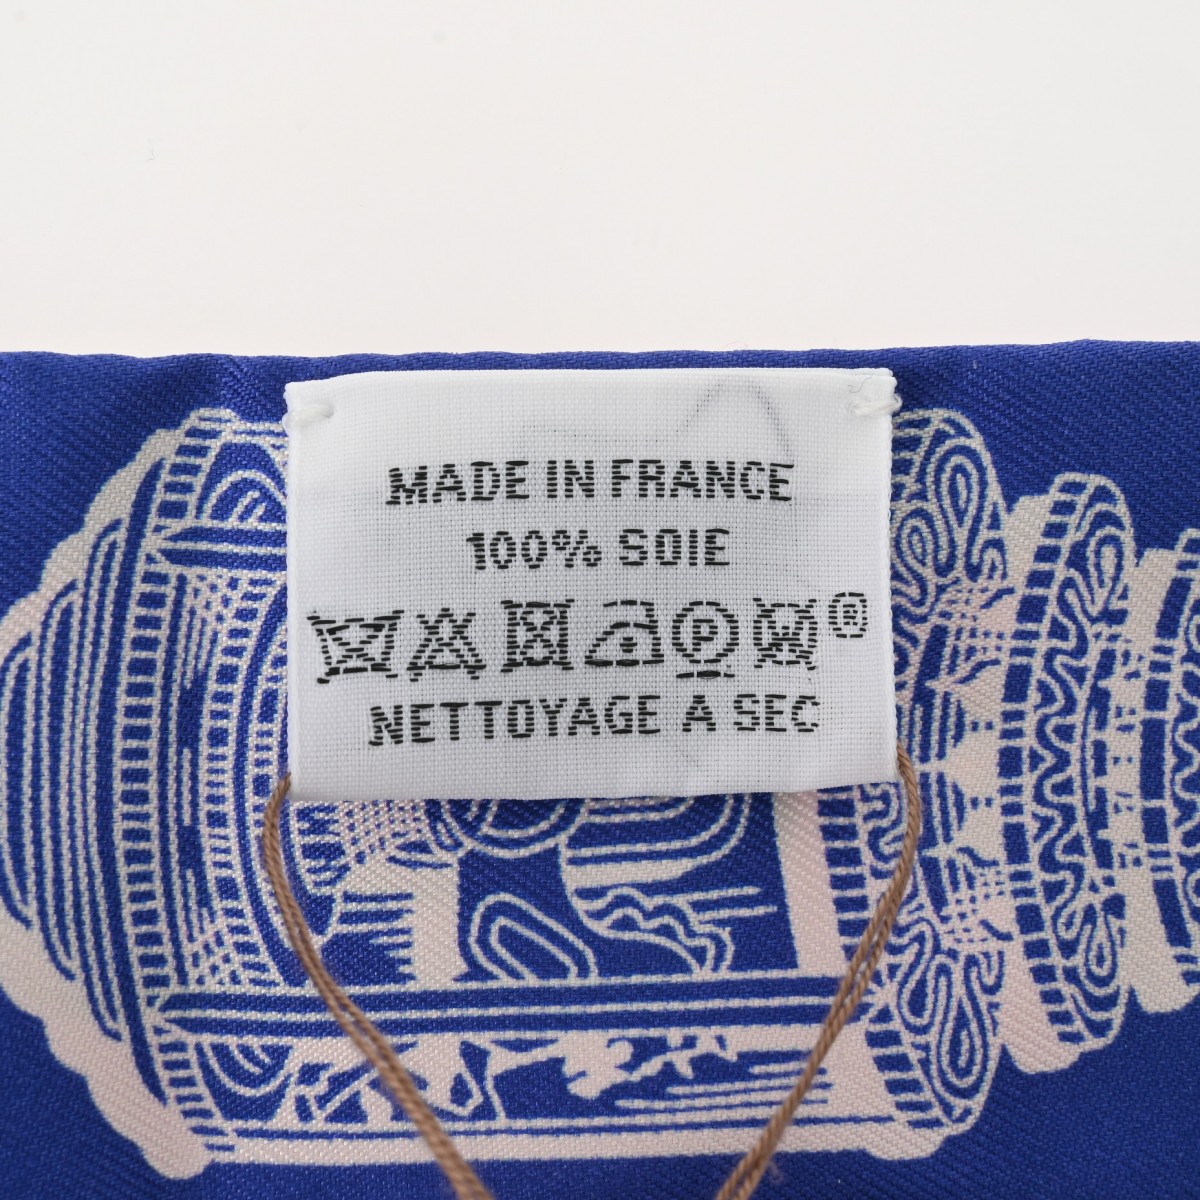 MADE IN FRANCE
100% SOIE
P ®
NETTOYAGE A SEC